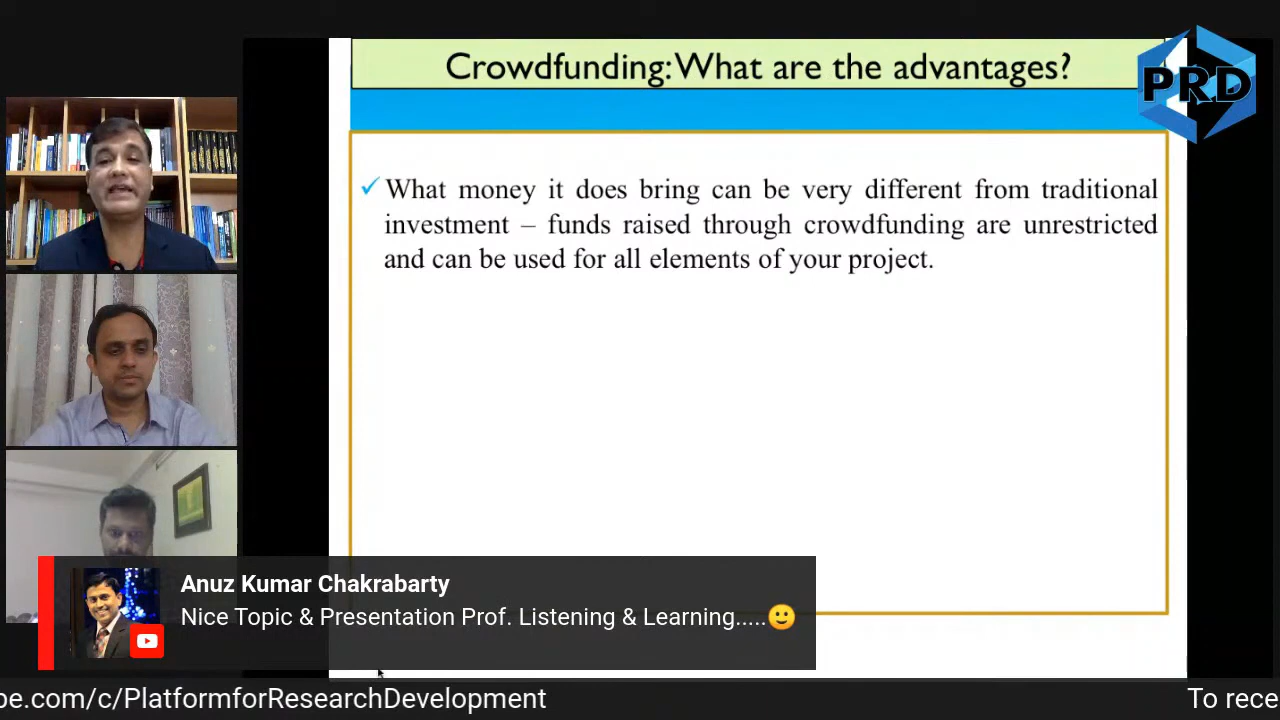 Crowdfunding: What are the advantages?
PRD
✓ What money it does bring can be very different from traditional
investment – funds raised through crowdfunding are unrestricted
and can be used for all elements of your project.
Anuz Kumar Chakrabarty
Nice Topic & Presentation Prof. Listening & Learning.....🙂
be.com/c/PlatformforResearchDevelopment
To rece